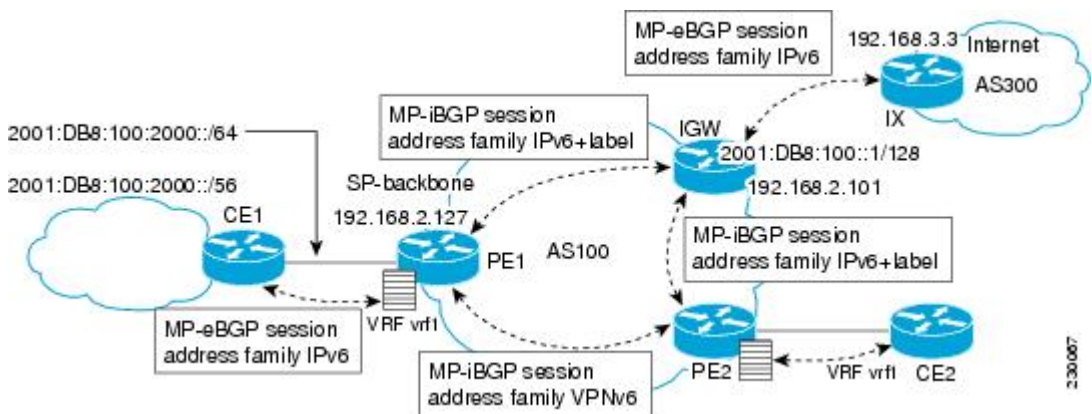 MP-eBGP session
address family IPv6
192.168.3.3
Internet
AS300
IX
MP-iBGP session
address family IPv6+label
IGW
2001:DB8:100::1/128
192.168.2.101
2001:DB8:100:2000::/64
2001:DB8:100:2000::/56
SP-backbone
192.168.2.127
CE1
PE1
AS100
MP-iBGP session
address family IPv6+label
VRF vrf1
MP-eBGP session
address family IPv6
MP-iBGP session
address family VPNv6
PE2
VRF vrf1
CE2
230067